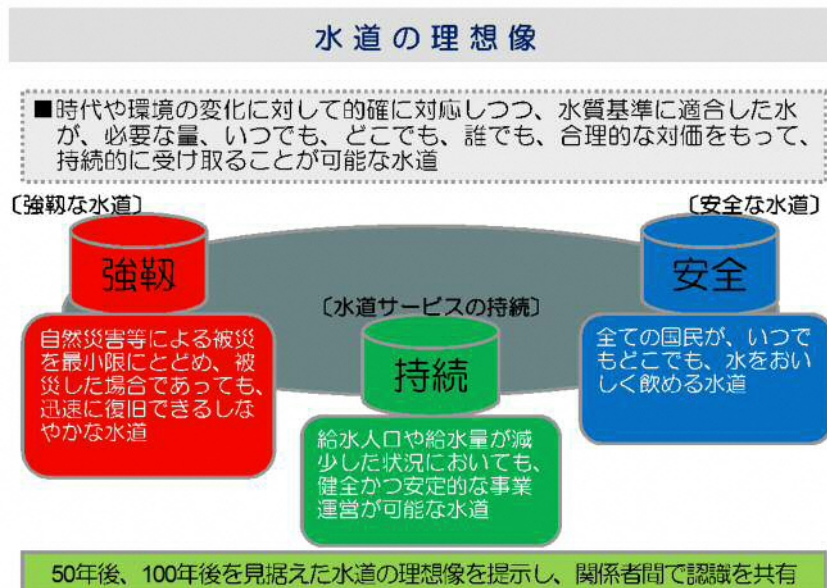 水道の理想像
■時代や環境の変化に対して的確に対応しつつ、水質基準に適合した水
が、必要な量、いつでも、どこでも、誰でも、合理的な対価をもって、
持続的に受け取ることが可能な水道
〔強靱な水道〕
〔安全な水道〕
強靱
安全
〔水道サービスの持続〕
持続
自然災害等による被災
を最小限にとどめ、被
災した場合であっても、
迅速に復旧できるしな
やかな水道
全ての国民が、いつで
もどこでも、水をおい
しく飲める水道
給水人口や給水量が減
少した状況においても、
健全かつ安定的な事業
運営が可能な水道
50年後、100年後を見据えた水道の理想像を提示し、関係者間で認識を共有